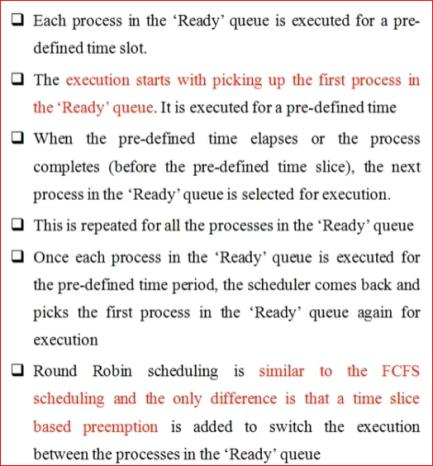 ❑ Each process in the ‘Ready’ queue is executed for a pre-
defined time slot.
❑ The execution starts with picking up the first process in
the ‘Ready’ queue. It is executed for a pre-defined time
❑ When the pre-defined time elapses or the process
completes (before the pre-defined time slice), the next
process in the ‘Ready’ queue is selected for execution.
❑ This is repeated for all the processes in the ‘Ready’ queue
❑ Once each process in the ‘Ready’ queue is executed for
the pre-defined time period, the scheduler comes back and
picks the first process in the ‘Ready’ queue again for
execution
❑ Round Robin scheduling is similar to the FCFS
scheduling and the only difference is that a time slice
based preemption is added to switch the execution
between the processes in the ‘Ready’ queue